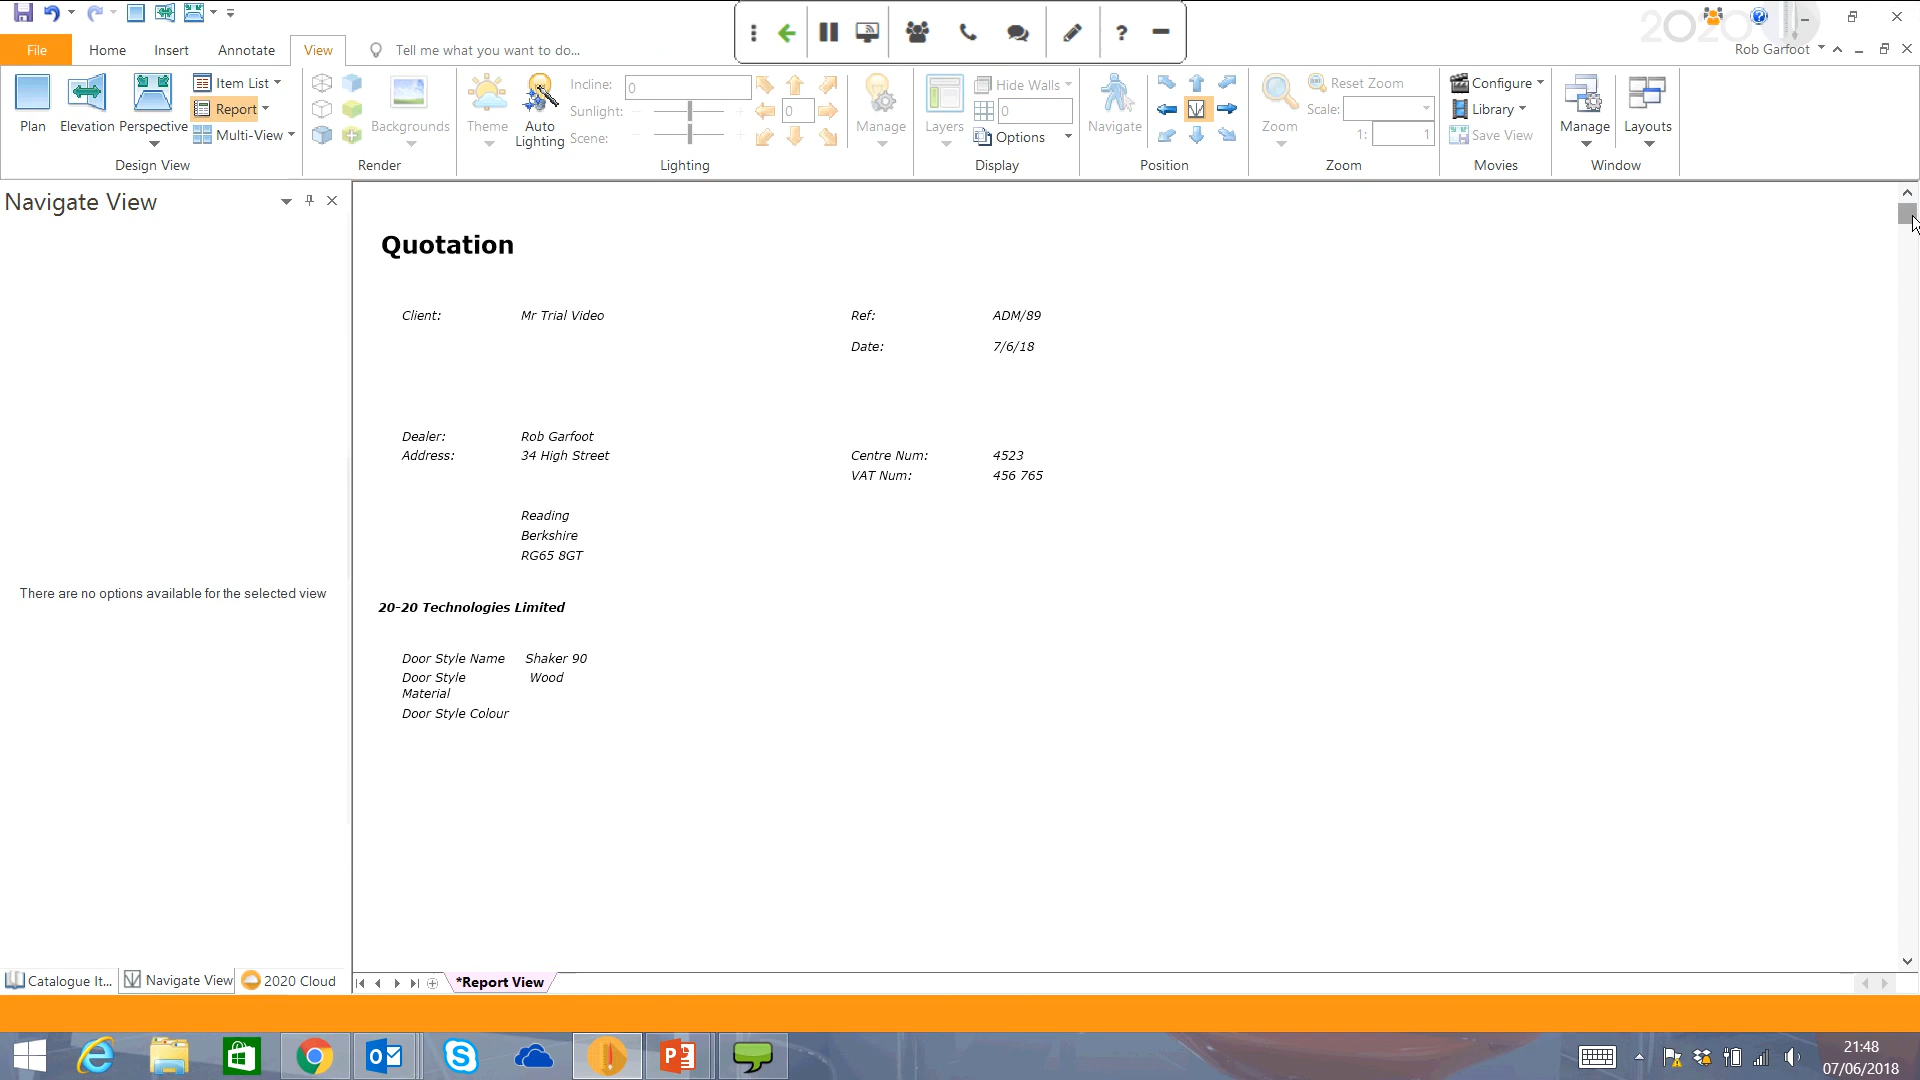 2020
File Home Insert Annotate View Tell me what you want to do...
Rob Garfoot
Plan Elevation Perspective
Item List
Report
Multi-View
Design View
Backgrounds
Render
Theme Auto Lighting
Incline: 0
Sunlight: 0
Scene:
Manage
Lighting
Layers
Hide Walls
0
Options
Display
Navigate
Position
Zoom
Reset Zoom
Scale:
1: 1
Zoom
Configure
Library
Save View
Movies
Manage Layouts
Window
?
Navigate View
There are no options available for the selected view
Quotation
Client: Mr Trial Video Ref: ADM/89
Date: 7/6/18
Dealer: Rob Garfoot
Address: 34 High Street Centre Num: 4523
VAT Num: 456 765
Reading
Berkshire
RG65 8GT
20-20 Technologies Limited
Door Style Name Shaker 90
Door Style Wood
Material
Door Style Colour
Catalogue It... Navigate View 2020 Cloud
*Report View
21:48
07/06/2018